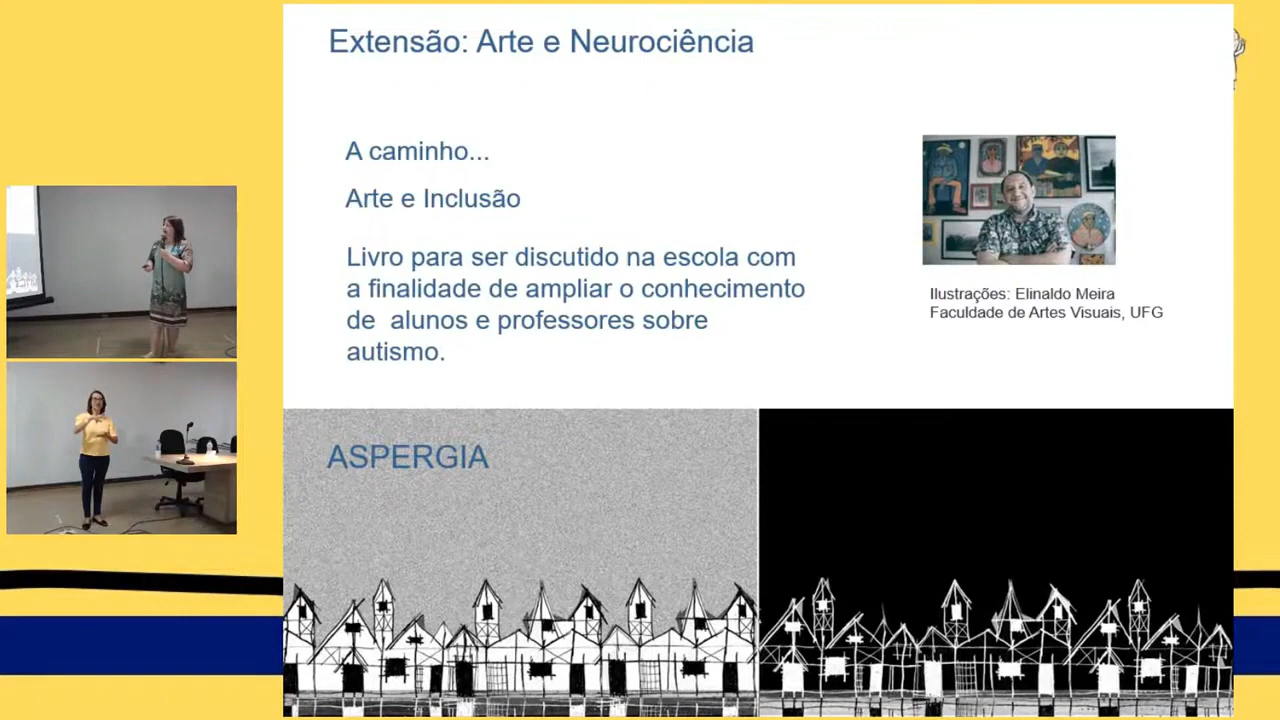 Extensão: Arte e Neurociência
A caminho...
Arte e Inclusão
Livro para ser discutido na escola com
a finalidade de ampliar o conhecimento
de alunos e professores sobre
autismo.
Ilustrações: Elinaldo Meira
Faculdade de Artes Visuais, UFG
ASPERGIA